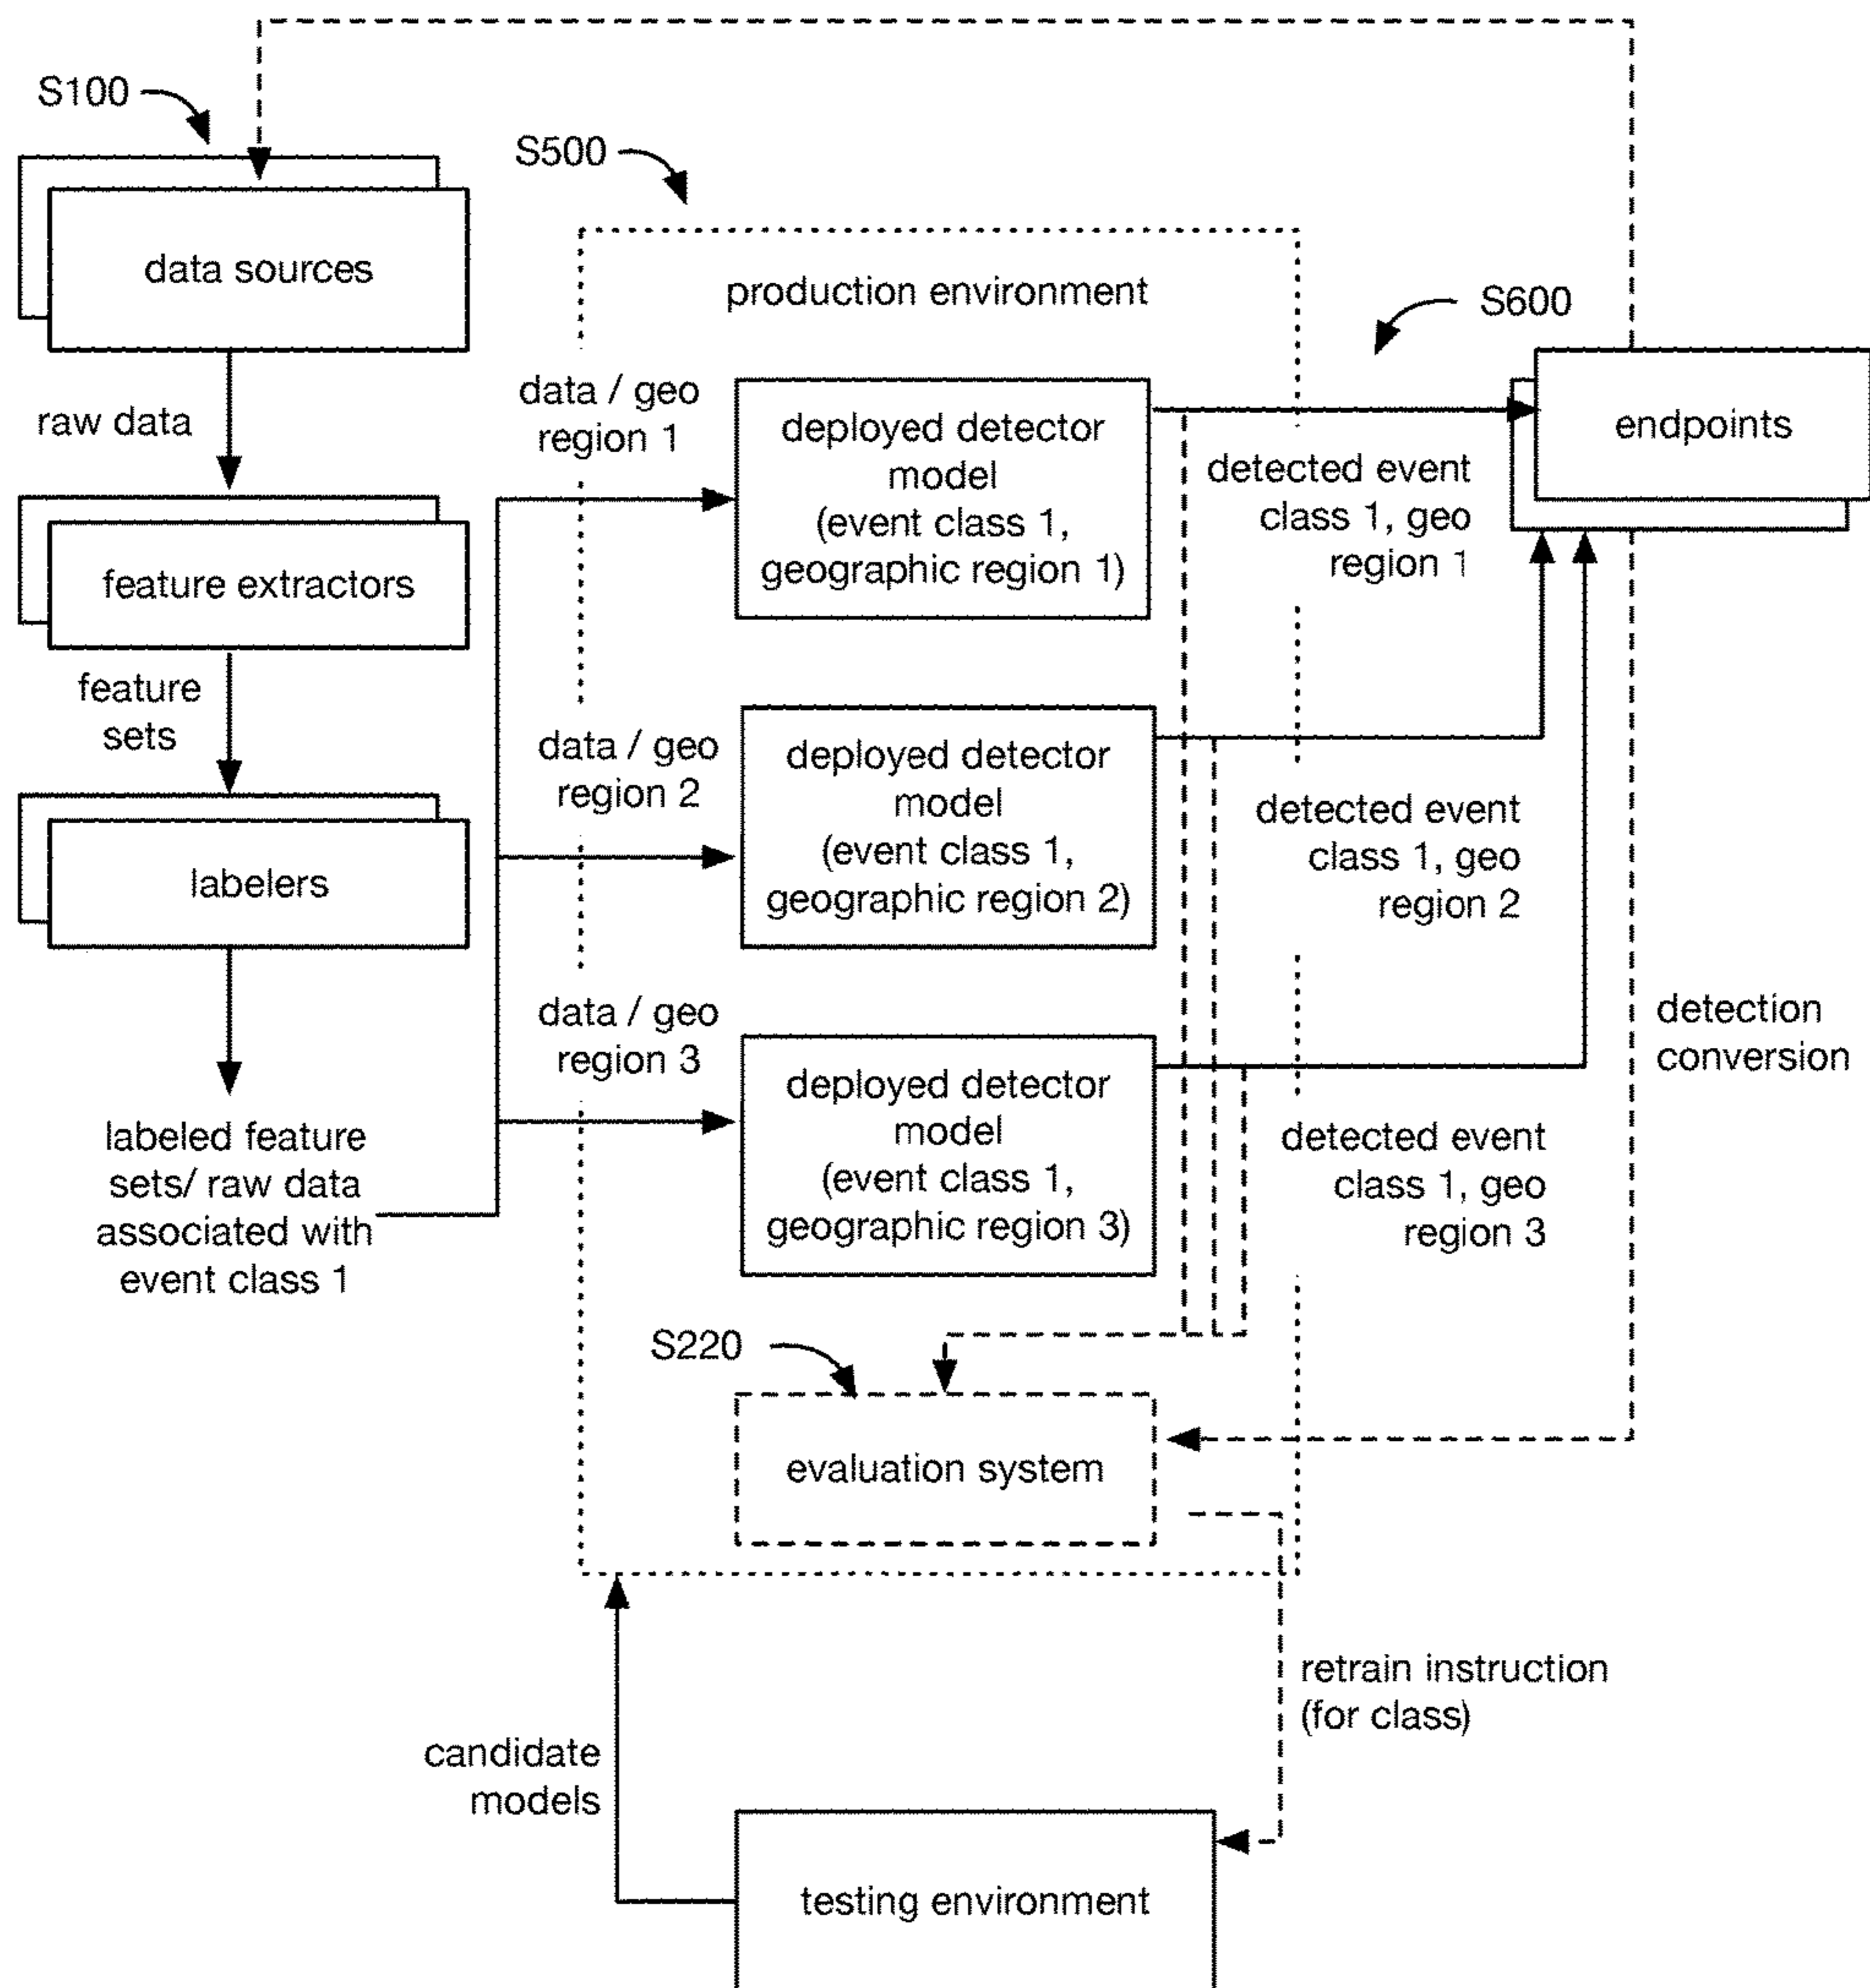 S100
S500
data sources
production environment
S600
raw data
data / geo
region 1
deployed detector
model
(event class 1,
geographic region 1)
endpoints
detected event
class 1, geo
region 1
feature extractors
feature
sets
data / geo
region 2
deployed detector
model
(event class 1,
geographic region 2)
detected event
class 1, geo
region 2
labelers
data / geo
region 3
deployed detector
model
(event class 1,
geographic region 3)
detection
conversion
detected event
class 1, geo
region 3
labeled feature
sets/ raw data
associated with
event class 1
S220
evaluation system
retrain instruction
(for class)
candidate
models
testing environment